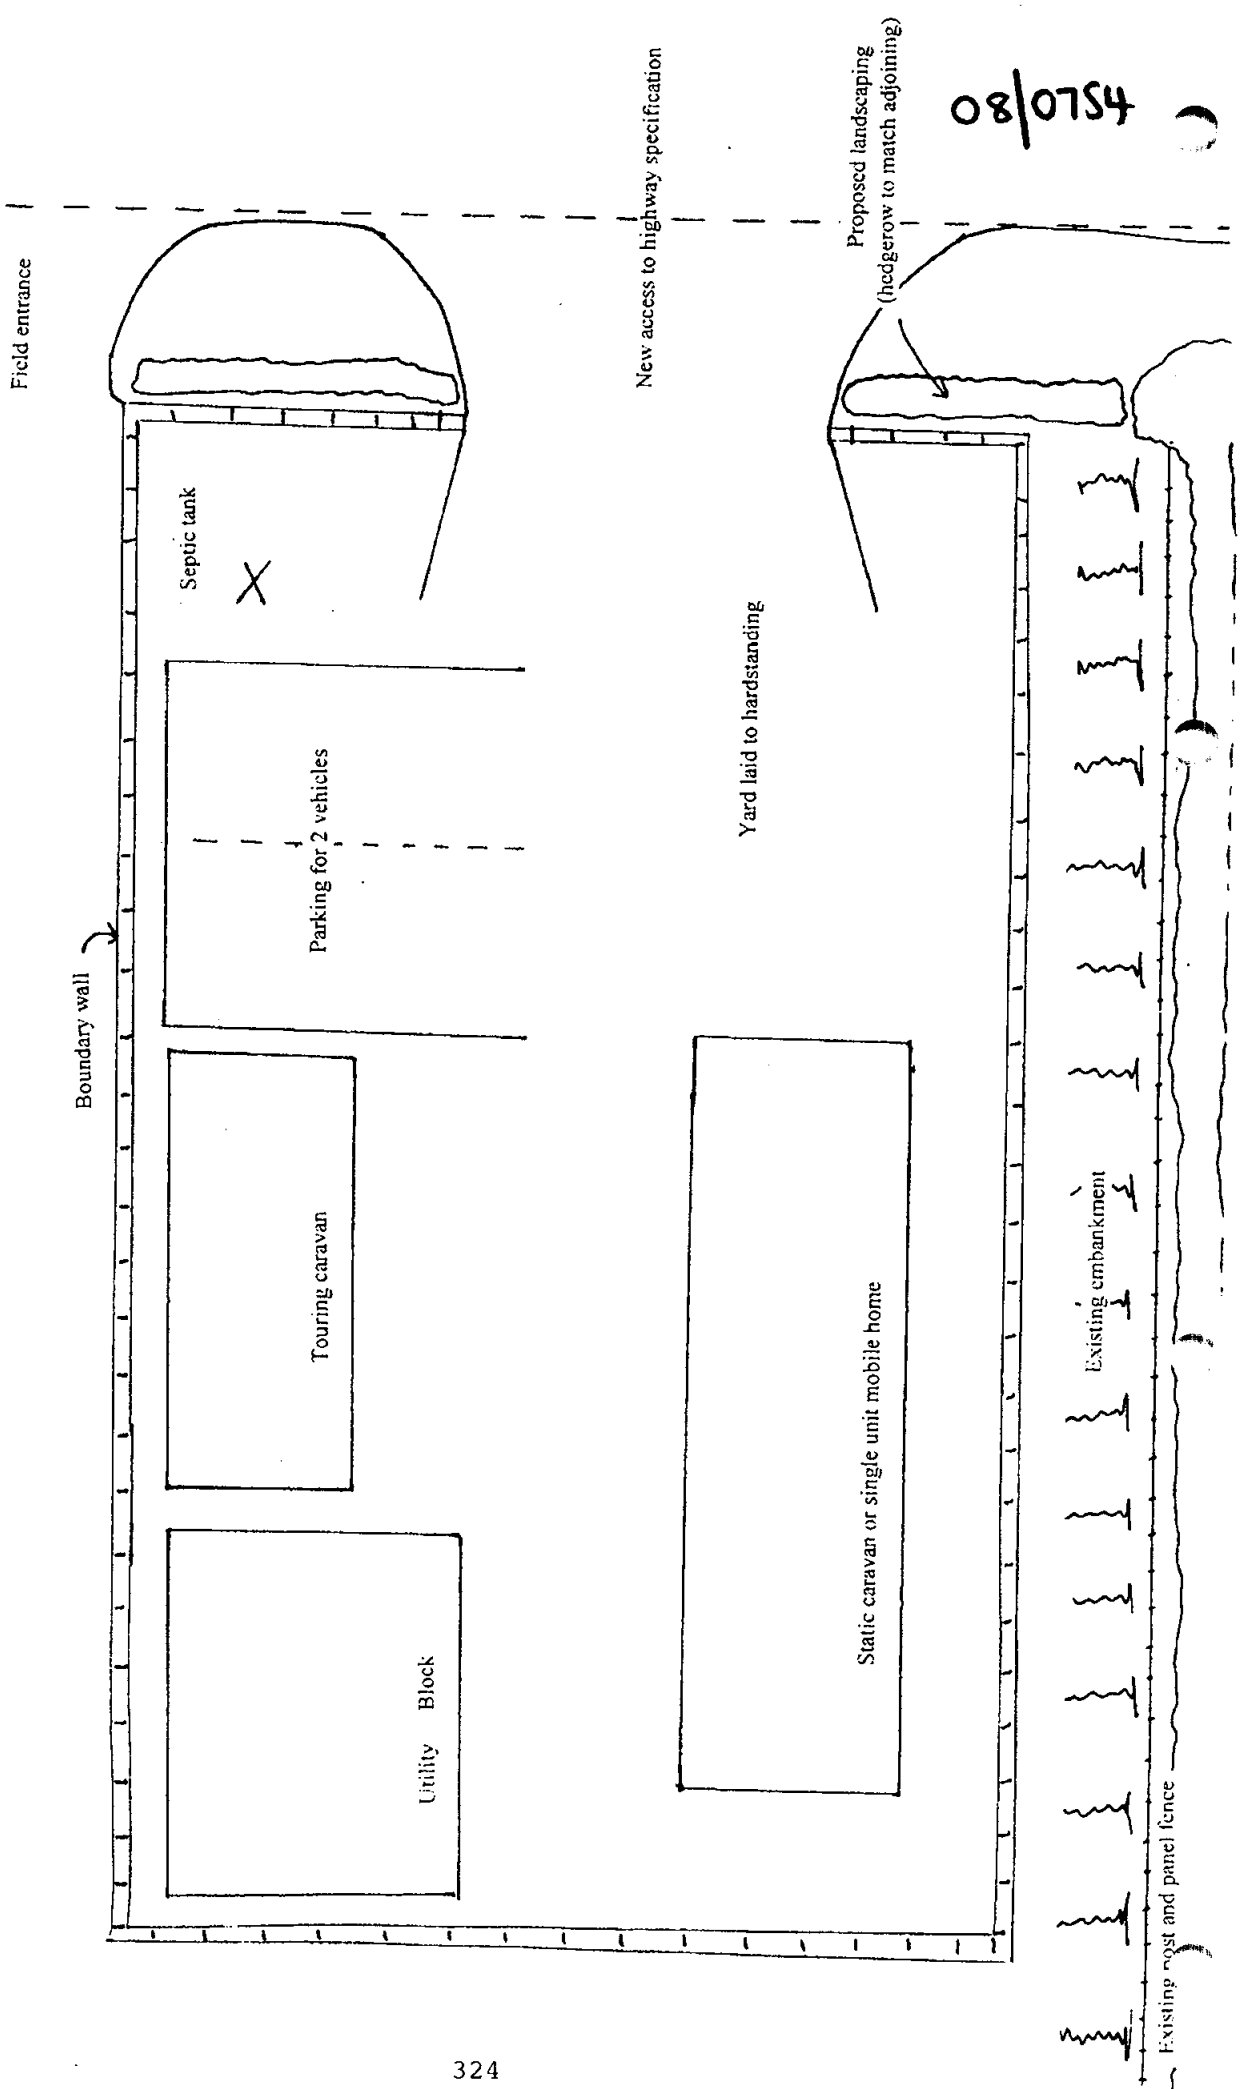 Field entrance
New access to highway specification
Proposed landscaping
(hedgerow to match adjoining)
08/0754
Septic tank
Parking for 2 vehicles
Yard laid to hardstanding
Boundary wall
Touring caravan
Static caravan or single unit mobile home
Utility Block
Existing embankment
Existing post and panel fence
324